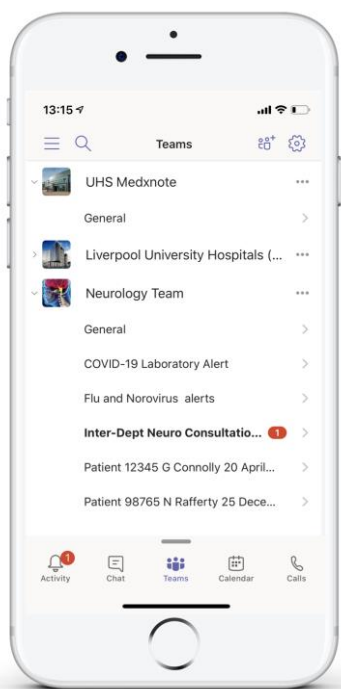 13:15
Teams
UHS Medxnote
General
Liverpool University Hospitals (...
Neurology Team
General
COVID-19 Laboratory Alert
Flu and Norovirus alerts
Inter-Dept Neuro Consultatio... 1
Patient 12345 G Connolly 20 April...
Patient 98765 N Rafferty 25 Dece...
1
Activity Chat Teams Calendar Calls